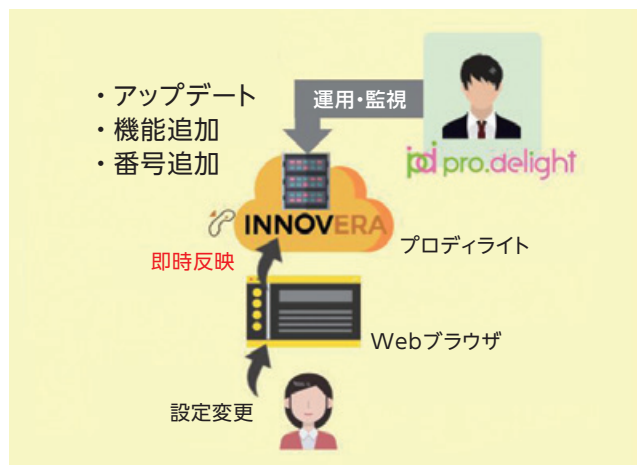 ・アップデート
・機能追加
・番号追加
運用・監視
pd pro.delight
INNOVERA
プロディライト
即時反映
Webブラウザ
設定変更